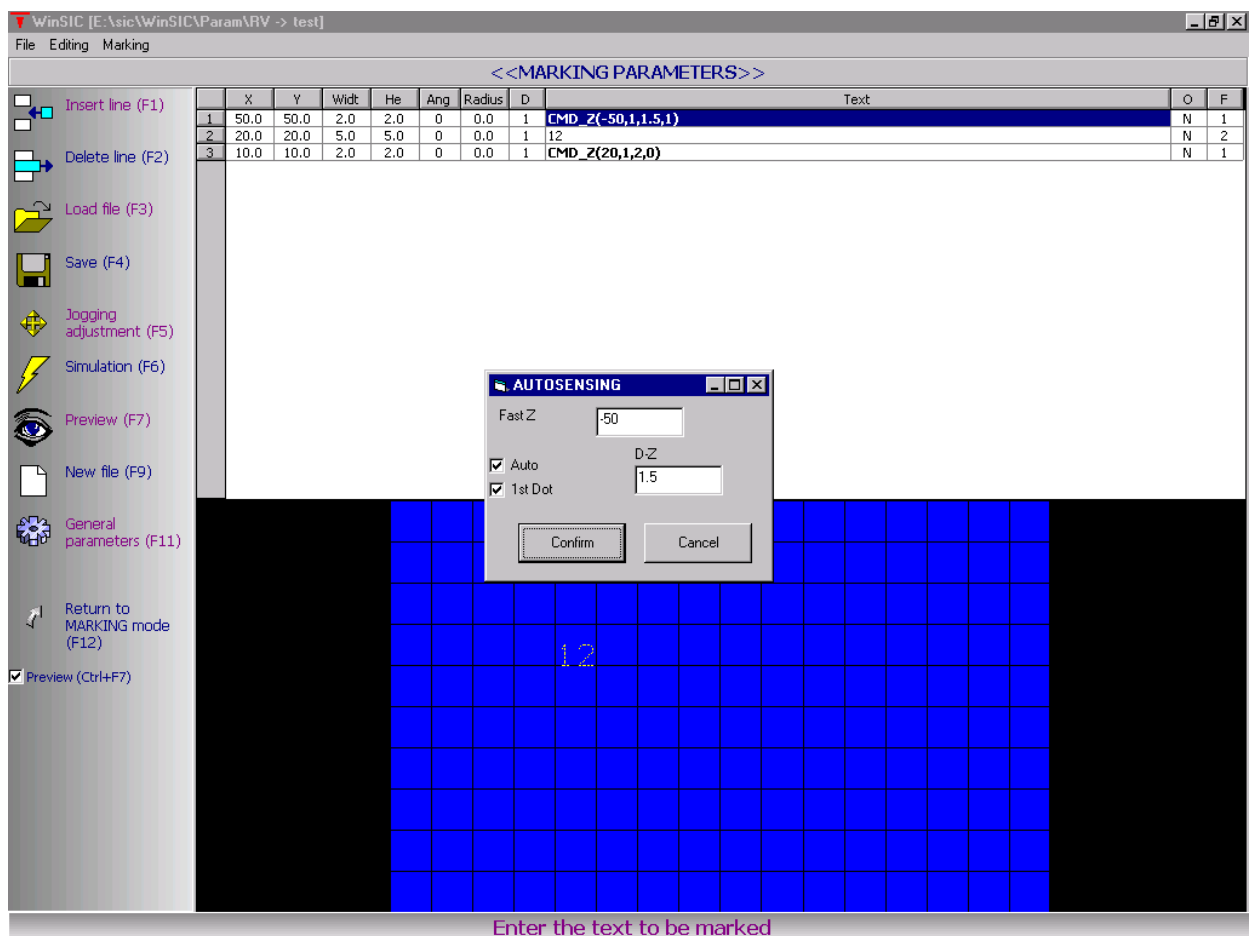 WinSIC [E:\sic\WinSIC\Param\RV -> test]
File Editing Marking
<<MARKING PARAMETERS>>
Insert line (F1)
Delete line (F2)
Load file (F3)
Save (F4)
Jogging
adjustment (F5)
Simulation (F6)
Preview (F7)
New file (F9)
General
parameters (F11)
Return to
MARKING mode
(F12)
Preview (Ctrl+F7)
X Y Widt He Ang Radius D Text O F
1 50.0 50.0 2.0 2.0 0 0.0 1 CMD_Z(-50,1,1.5,1) N 1
2 20.0 20.0 5.0 5.0 0 0.0 1 12 N 2
3 10.0 10.0 2.0 2.0 0 0.0 1 CMD_Z(20,1,2,0) N 1
AUTOSENSING
Fast Z -50
D-Z
Auto 1.5
1st Dot
Confirm Cancel
12
Enter the text to be marked